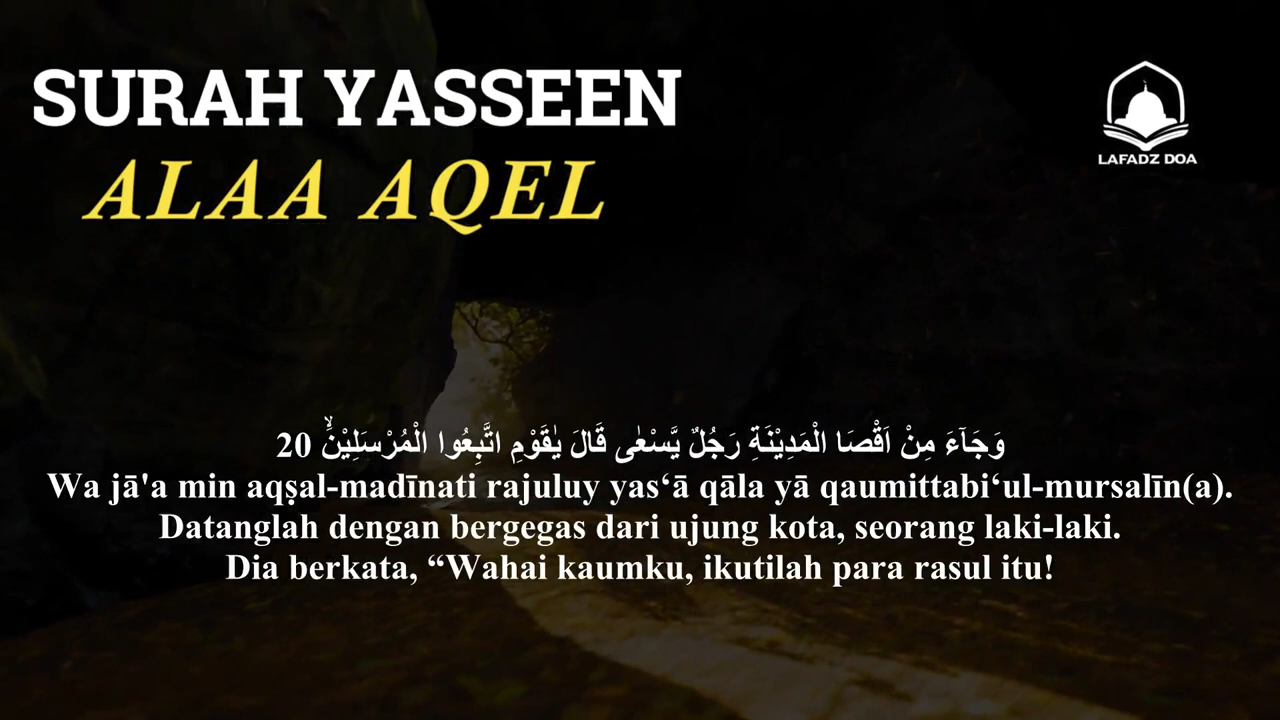 SURAH YASSEEN
ALAA AQEL
LAFADZ DOA
وَجَاۤءَ مِنْ اَقْصَا الْمَدِيْنَةِ رَجُلٌ يَّسْعٰى قَالَ يٰقَوْمِ اتَّبِعُوا الْمُرْسَلِيْنَۙ 20
Wa jā'a min aqṣal-madīnati rajuluy yas‘ā qāla yā qaumittabi‘ul-mursalīn(a).
Datanglah dengan bergegas dari ujung kota, seorang laki-laki.
Dia berkata, “Wahai kaumku, ikutilah para rasul itu!